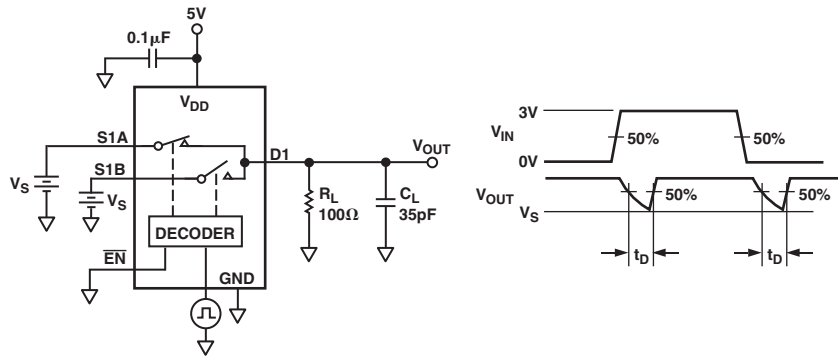 5V
0.1µF
VDD
S1A
S1B
D1
VOUT
VS
VS
RL
100Ω
CL
35pF
DECODER
EN
GND
3V
VIN
50%
50%
0V
VOUT
50%
50%
VS
tD
tD